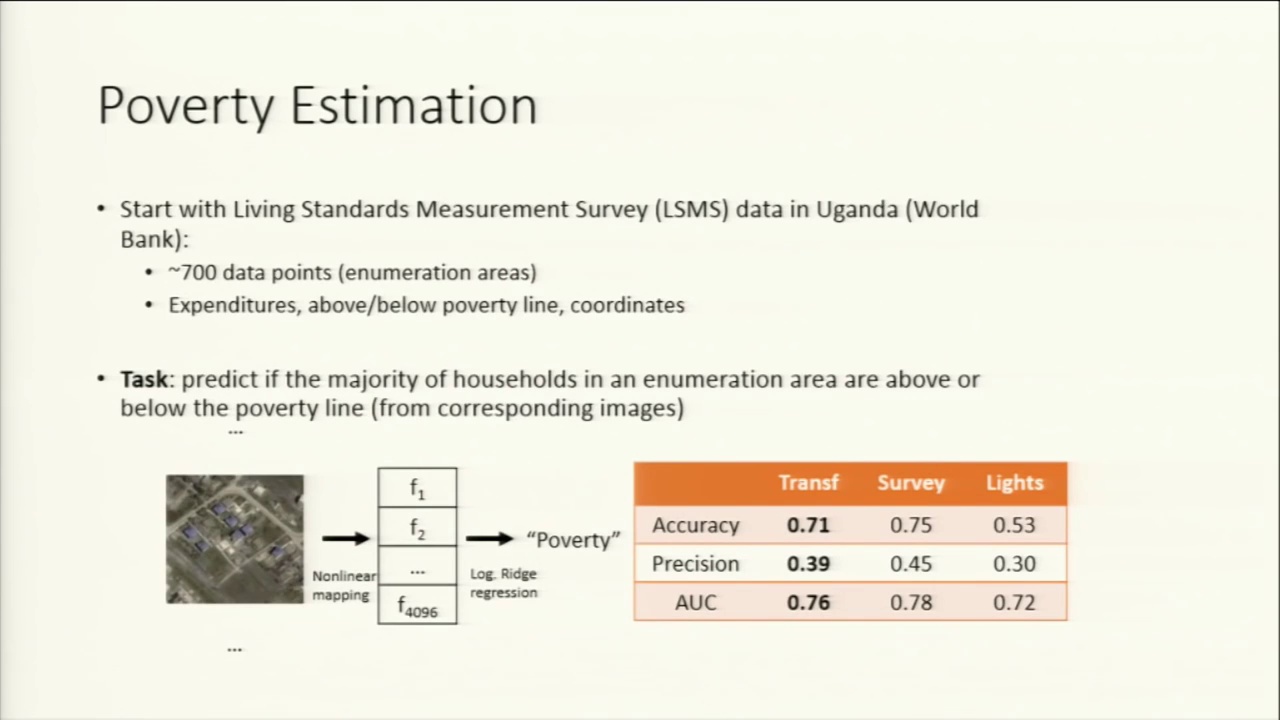 Poverty Estimation
• Start with Living Standards Measurement Survey (LSMS) data in Uganda (World
Bank):
• ~700 data points (enumeration areas)
• Expenditures, above/below poverty line, coordinates
• Task: predict if the majority of households in an enumeration area are above or
below the poverty line (from corresponding images)
...
f1
f2
...
f4096
Nonlinear
mapping
Log. Ridge
regression
"Poverty"
...
Transf Survey Lights
Accuracy 0.71 0.75 0.53
Precision 0.39 0.45 0.30
AUC 0.76 0.78 0.72